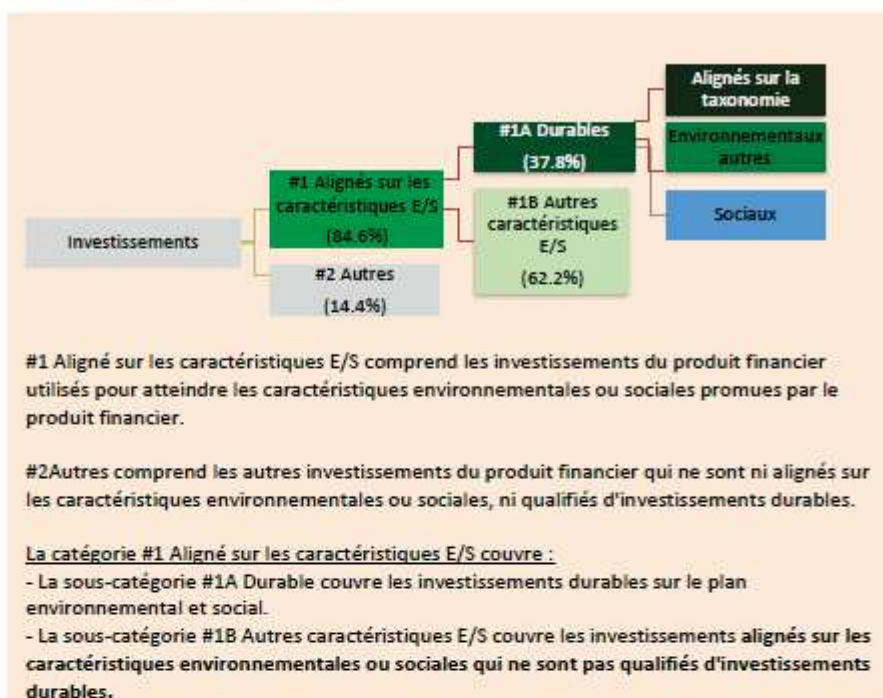 Investissements
#1 Alignés sur les
caractéristiques E/S
(84.6%)
#2 Autres
(14.4%)
#1A Durables
(37.8%)
#1B Autres
caractéristiques
E/S
(62.2%)
Alignés sur la
taxonomie
Environnementaux
autres
Sociaux
#1 Aligné sur les caractéristiques E/S comprend les investissements du produit financier
utilisés pour atteindre les caractéristiques environnementales ou sociales promues par le
produit financier.
#2Autres comprend les autres investissements du produit financier qui ne sont ni alignés sur
les caractéristiques environnementales ou sociales, ni qualifiés d'investissements durables.
La catégorie #1 Aligné sur les caractéristiques E/S couvre :
- La sous-catégorie #1A Durable couvre les investissements durables sur le plan
environnemental et social.
- La sous-catégorie #1B Autres caractéristiques E/S couvre les investissements alignés sur les
caractéristiques environnementales ou sociales qui ne sont pas qualifiés d'investissements
durables.